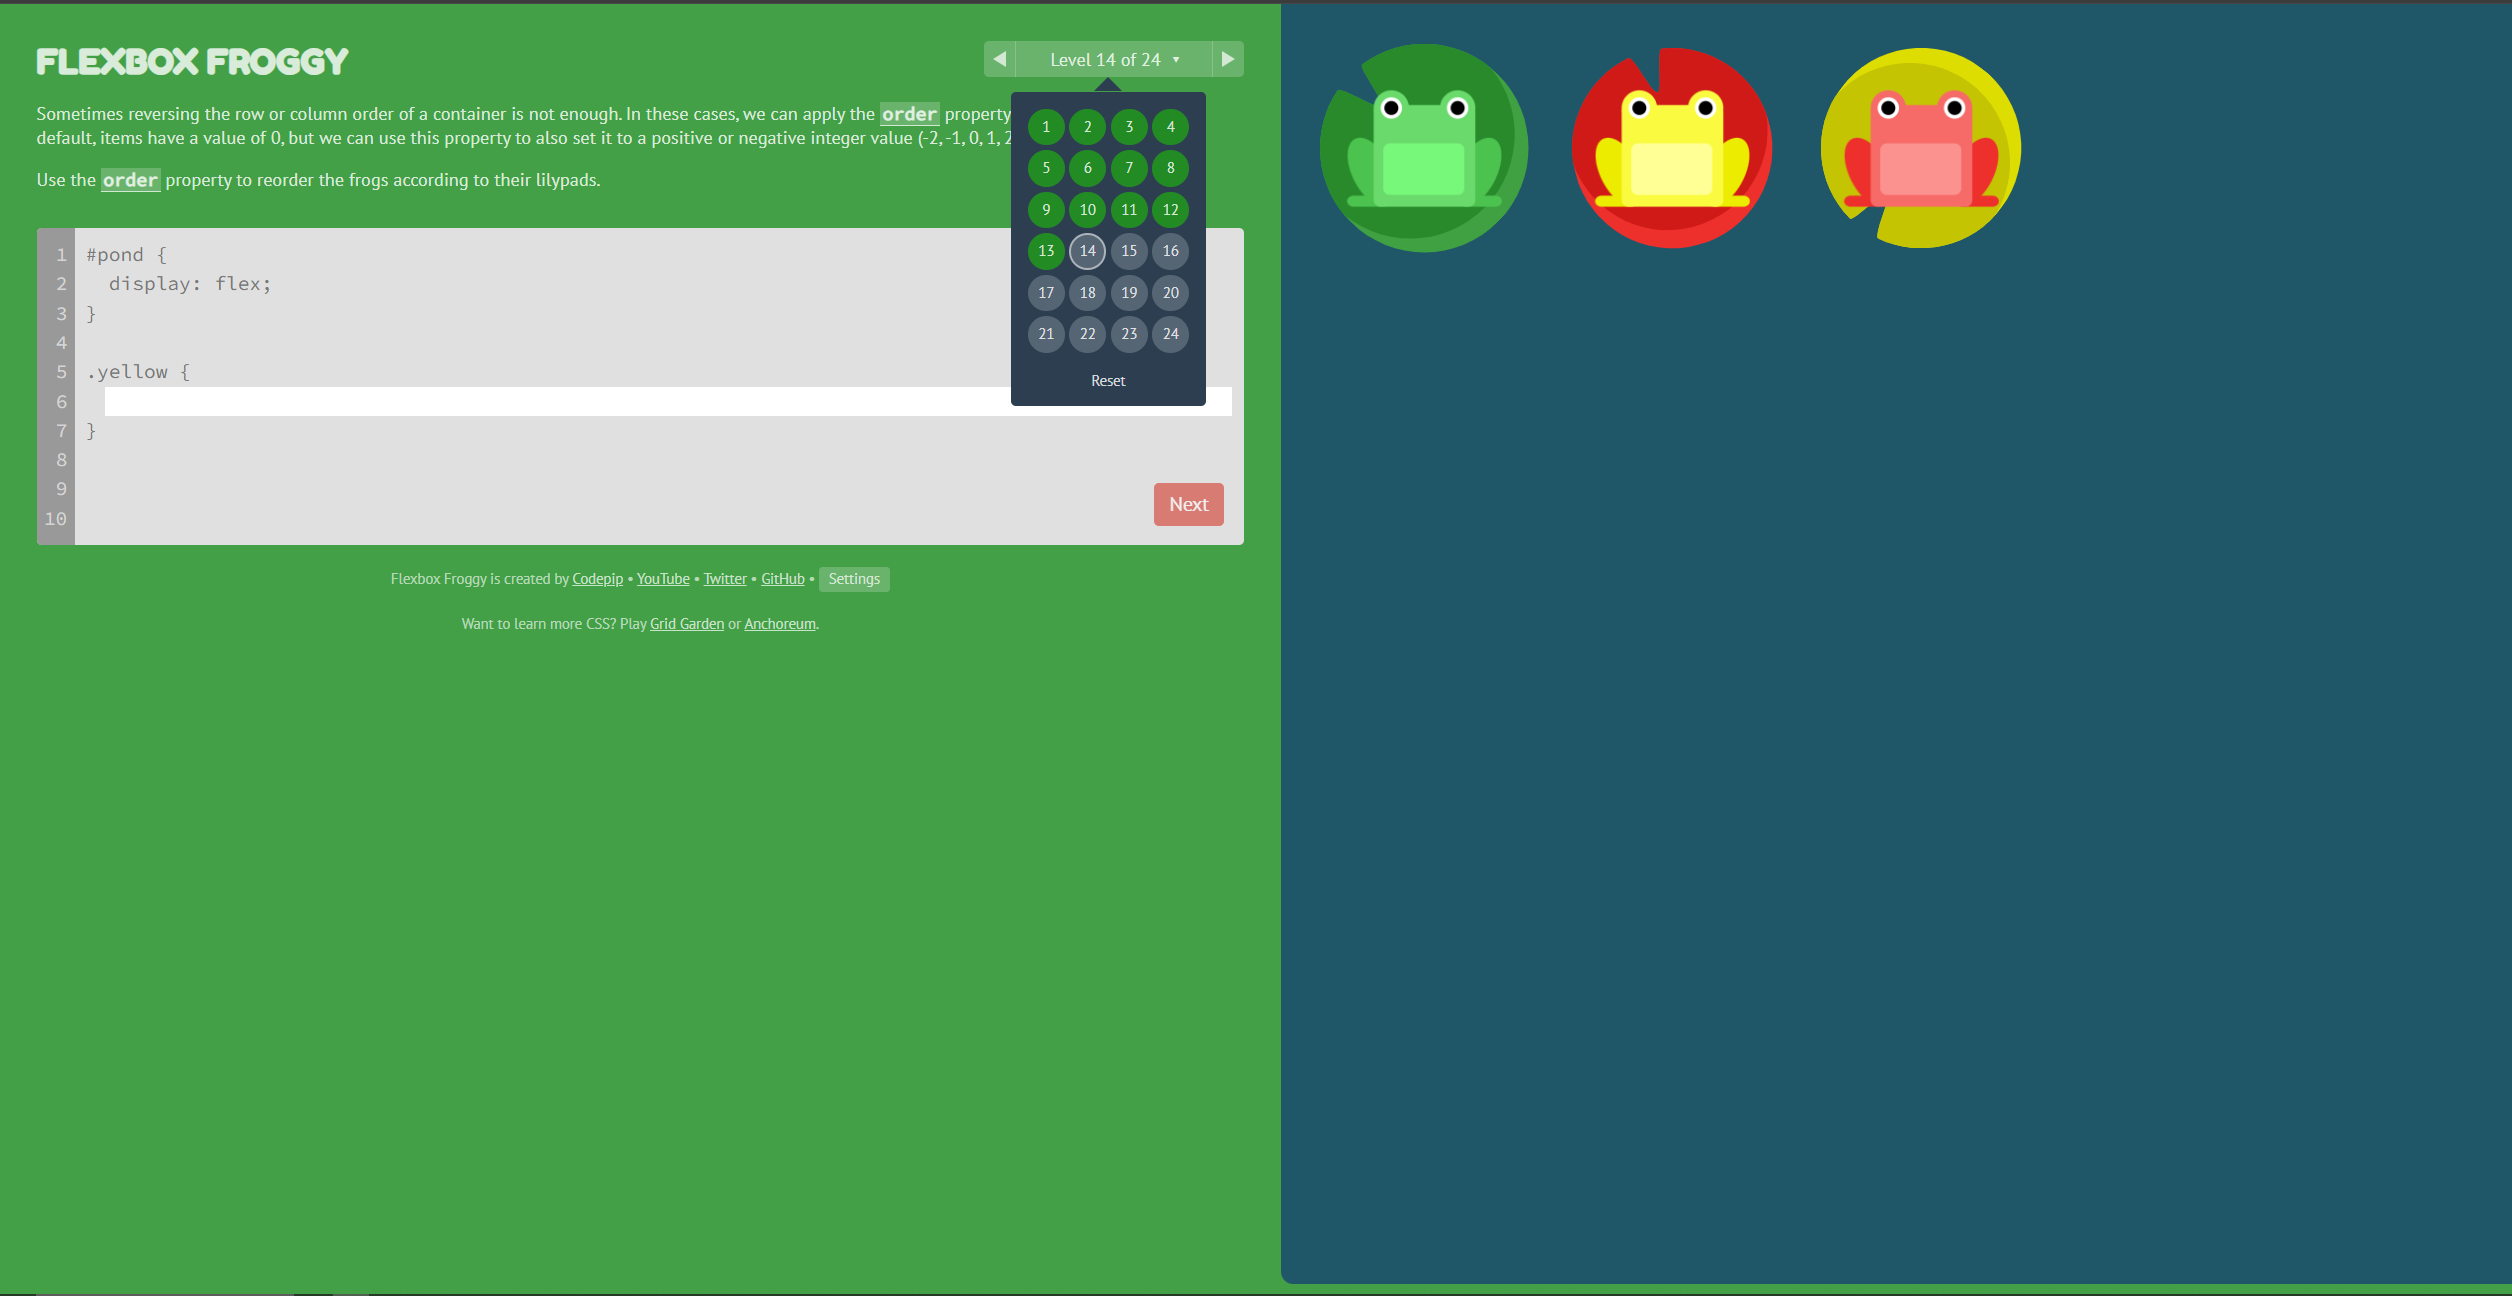 FLEXBOX FROGGY
◀ Level 14 of 24 ▼ ▶
Sometimes reversing the row or column order of a container is not enough. In these cases, we can apply the order property
default, items have a value of 0, but we can use this property to also set it to a positive or negative integer value (-2, -1, 0, 1, 2
Use the order property to reorder the frogs according to their lilypads.
1 2 3 4
5 6 7 8
9 10 11 12
13 14 15 16
17 18 19 20
21 22 23 24
Reset
1 #pond {
2 display: flex;
3 }
4
5 .yellow {
6
7 }
8
9
10
Next
Flexbox Froggy is created by Codepip • YouTube • Twitter • GitHub • Settings
Want to learn more CSS? Play Grid Garden or Anchoreum.